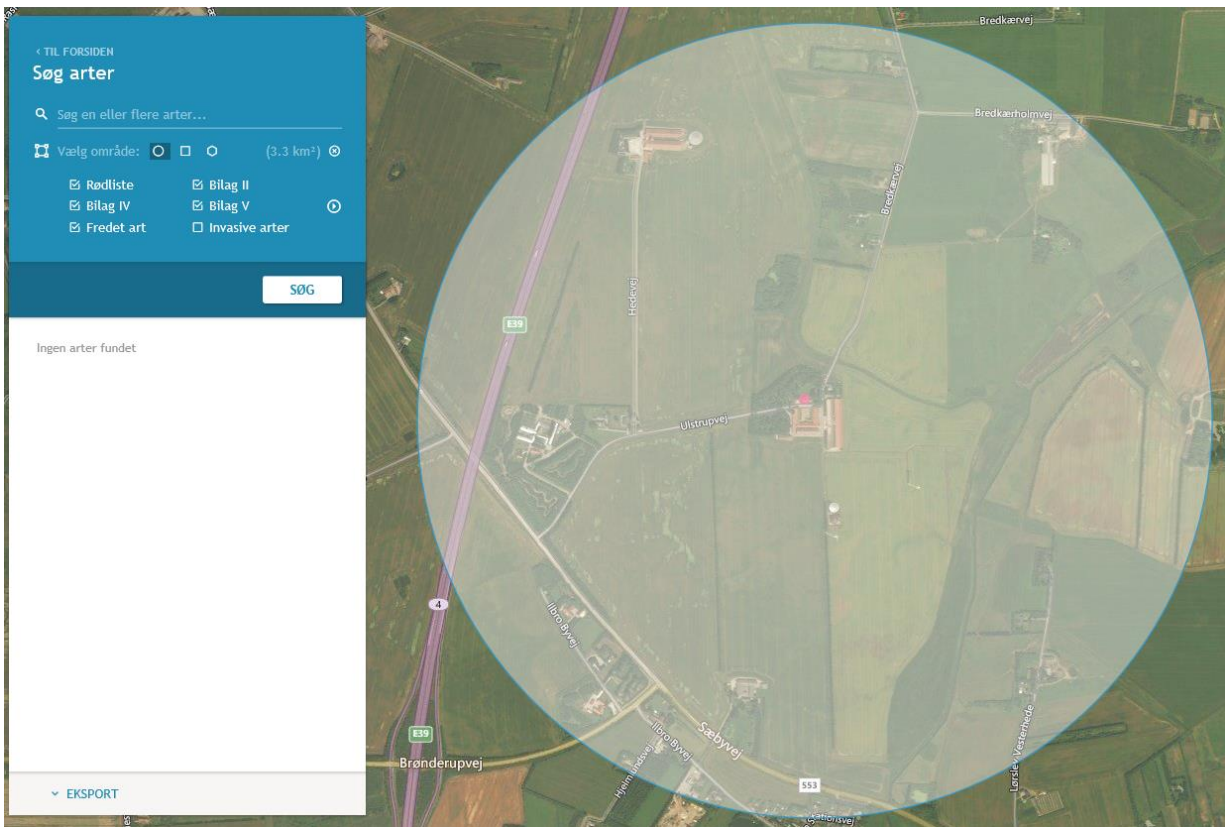 ‹ TIL FORSIDEN
Søg arter
Søg en eller flere arter...
Vælg område: (3.3 km²)
Rødliste Bilag II
Bilag IV Bilag V
Fredet art Invasive arter
SØG
Ingen arter fundet
EKSPORT
Bredkærvej
Bredkærholmvej
Bredkærvej
Hedevej
E39
Ulstrupvej
4
Ilbro Byvej
E39
Brønderupvej
Sæbyvej
Ilbro Byvej
Hjelmundsvej
553
Lørslev Vesterhede